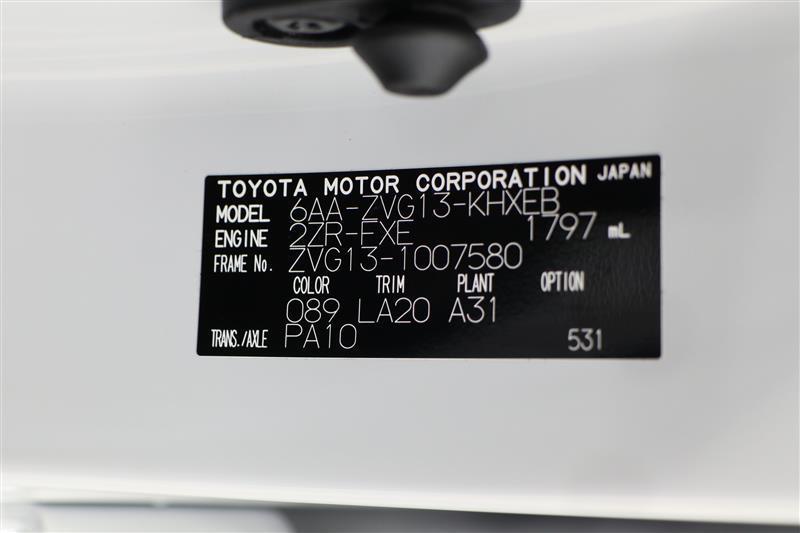 TOYOTA MOTOR CORPORATION JAPAN
MODEL 6AA-ZVG13-KHXEB
ENGINE 2ZR-FXE 1797 mL
FRAME No. ZVG13-1007580
COLOR TRIM PLANT OPTION
089 LA20 A31
TRANS./AXLE PA10 531